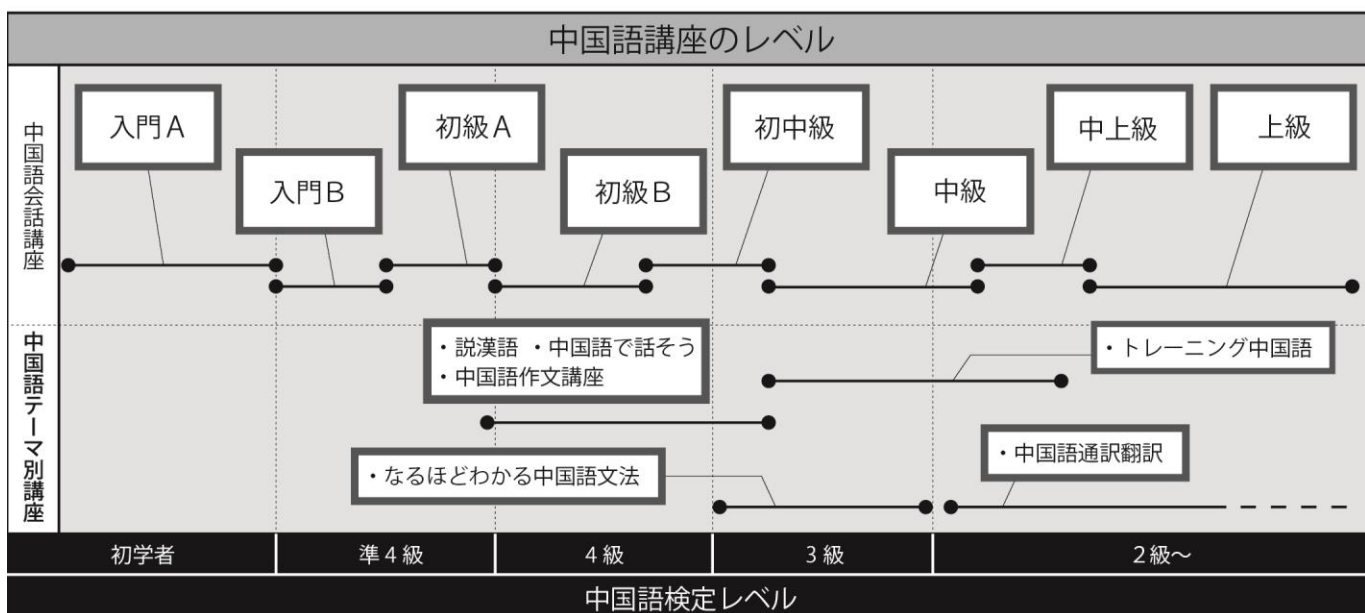 中国語講座のレベル
中国語会話講座
入門A
入門B
初級A
初級B
初中級
中級
中上級
上級
中国語テーマ別講座
・説漢語 ・中国語で話そう
・中国語作文講座
・トレーニング中国語
・なるほどわかる中国語文法
・中国語通訳翻訳
初学者
準4級
4級
3級
2級～
中国語検定レベル